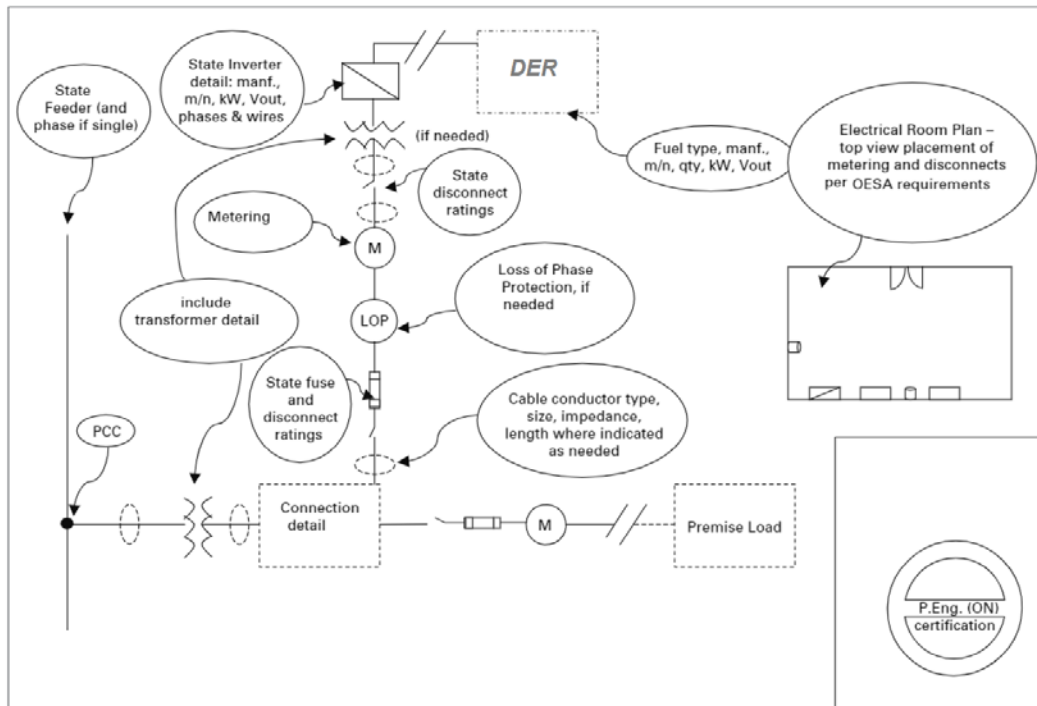 State
Feeder (and
phase if single)
State Inverter
detail: manf.,
m/n, kW, Vout,
phases & wires
DER
(if needed)
Fuel type, manf.,
m/n, qty, kW, Vout
Electrical Room Plan –
top view placement of
metering and disconnects
per OESA requirements
State
disconnect
ratings
Metering
M
Loss of Phase
Protection, if
needed
LOP
include
transformer detail
State fuse
and
disconnect
ratings
Cable conductor type,
size, impedance,
length where indicated
as needed
PCC
Connection
detail
M
Premise Load
P.Eng. (ON)
certification